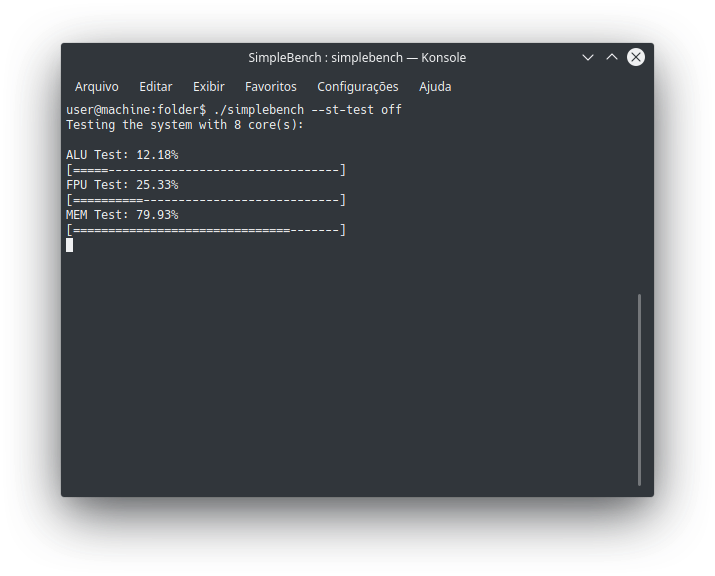 SimpleBench : simplebench — Konsole
Arquivo Editar Exibir Favoritos Configurações Ajuda
user@machine:folder$ ./simplebench --st-test off
Testing the system with 8 core(s):
ALU Test: 12.18%
[=====---------------------------------]
FPU Test: 25.33%
[==========----------------------------]
MEM Test: 79.93%
[===============================-------]